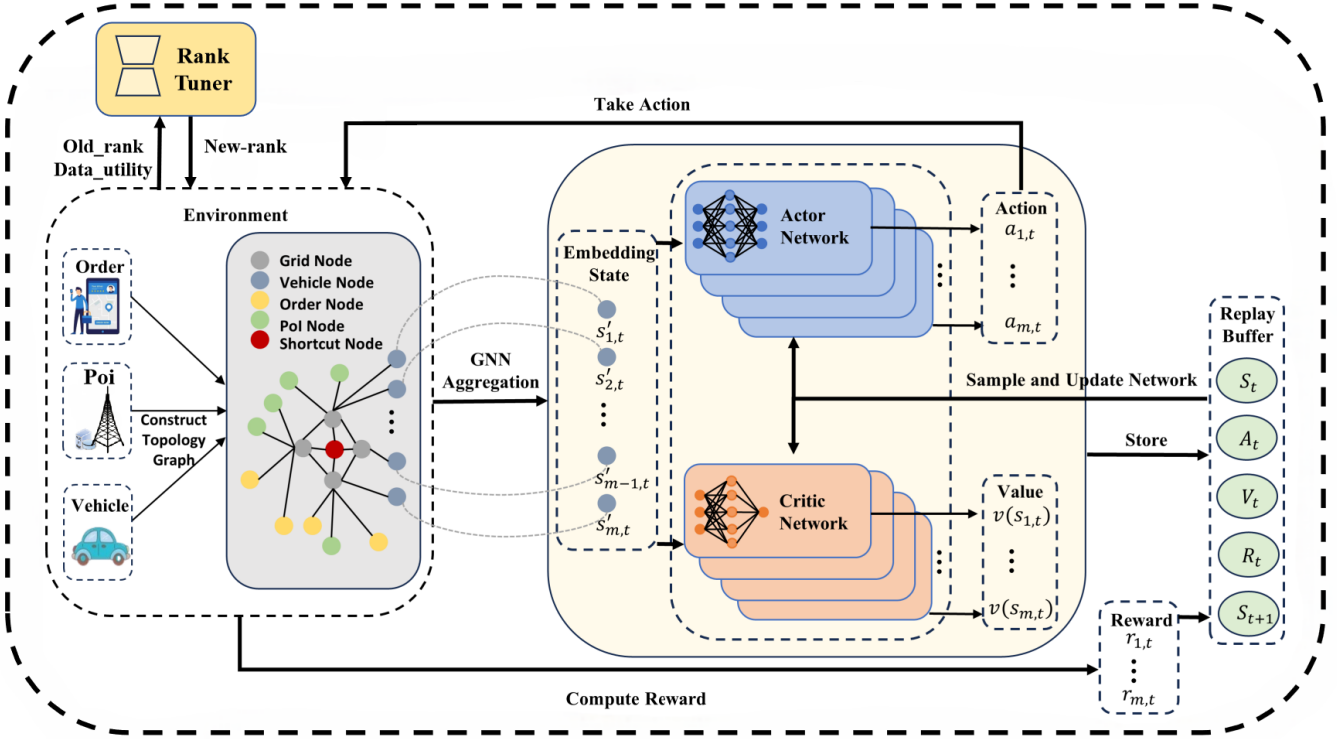 Rank
Tuner
Old_rank
Data_utility
New-rank
Take Action
Environment
Order
Poi
Vehicle
Construct
Topology
Graph
Grid Node
Vehicle Node
Order Node
PoI Node
Shortcut Node
⋮
GNN
Aggregation
Embedding
State
s′1,t
s′2,t
⋮
s′m−1,t
s′m,t
Actor
Network
⋮
Critic
Network
⋮
Action
a1,t
⋮
am,t
Value
v(s1,t)
⋮
v(sm,t)
Sample and Update Network
Store
Replay
Buffer
St
At
Vt
Rt
St+1
Reward
r1,t
⋮
rm,t
Compute Reward